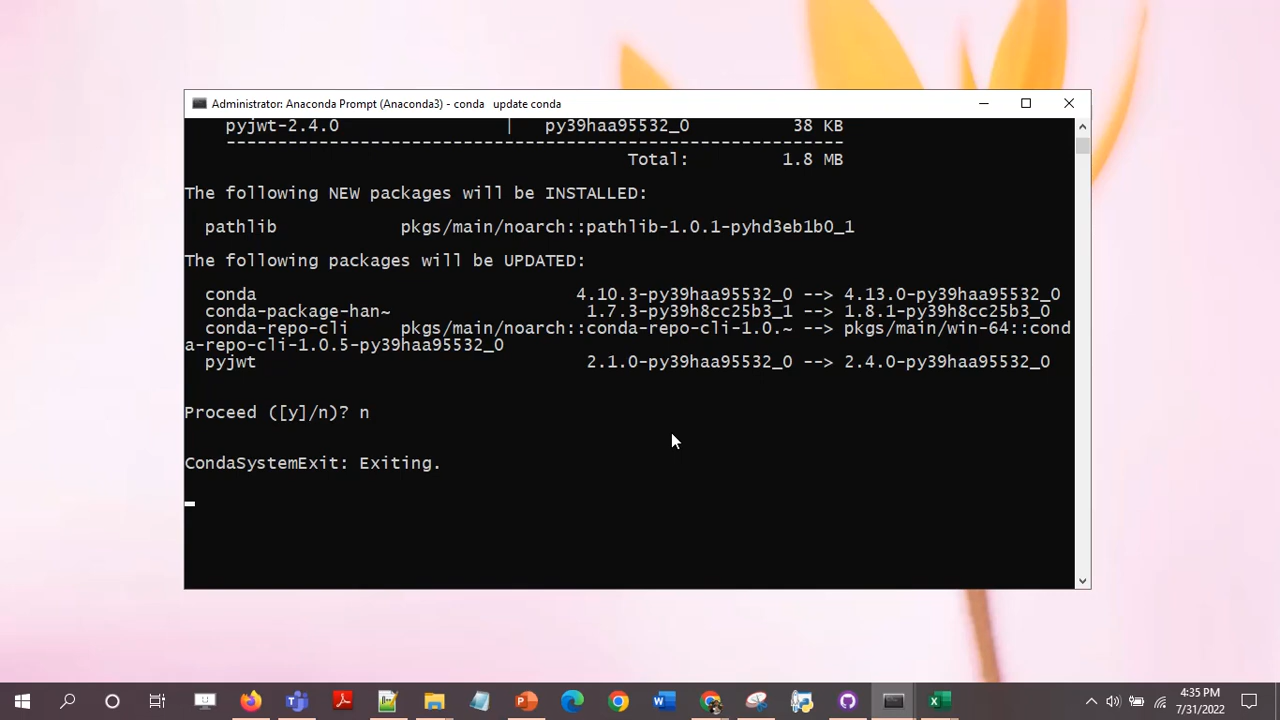 Administrator: Anaconda Prompt (Anaconda3) - conda  update conda
pyjwt-2.4.0 | py39haa95532_0 38 KB
------------------------------------------------------------
Total: 1.8 MB
The following NEW packages will be INSTALLED:
pathlib pkgs/main/noarch::pathlib-1.0.1-pyhd3eb1b0_1
The following packages will be UPDATED:
conda 4.10.3-py39haa95532_0 --> 4.13.0-py39haa95532_0
conda-package-han~ 1.7.3-py39h8cc25b3_1 --> 1.8.1-py39h8cc25b3_0
conda-repo-cli pkgs/main/noarch::conda-repo-cli-1.0.~ --> pkgs/main/win-64::cond
a-repo-cli-1.0.5-py39haa95532_0
pyjwt 2.1.0-py39haa95532_0 --> 2.4.0-py39haa95532_0
Proceed ([y]/n)? n
CondaSystemExit: Exiting.
4:35 PM
7/31/2022